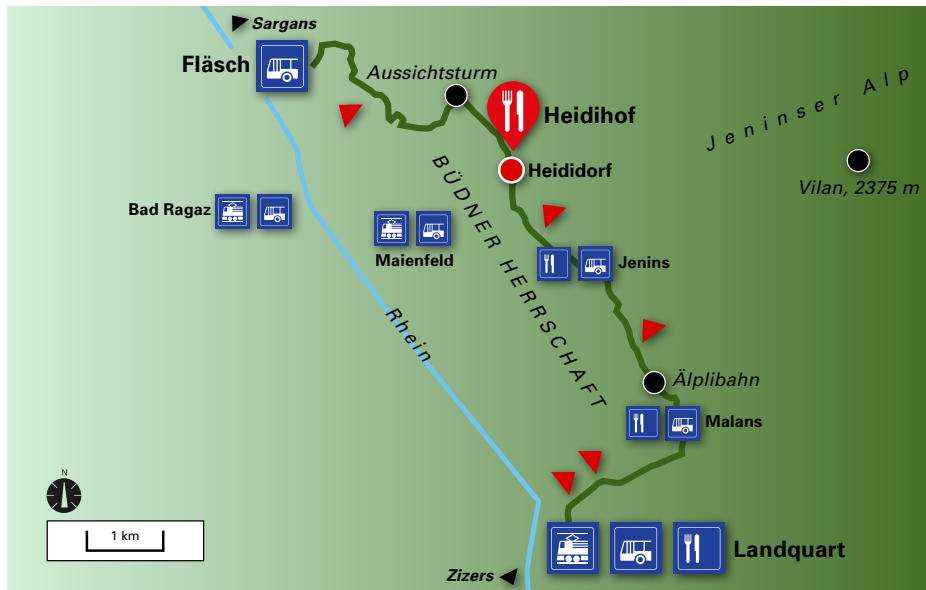 Sargans
Fläsch
Aussichtsturm
Heidihof
Jeninser Alp
Heididorf
Vilan, 2375 m
Bad Ragaz
Maienfeld
BÜDNER HERRSCHAFT
Jenins
Rhein
Älplibahn
Malans
N
1 km
Landquart
Zizers